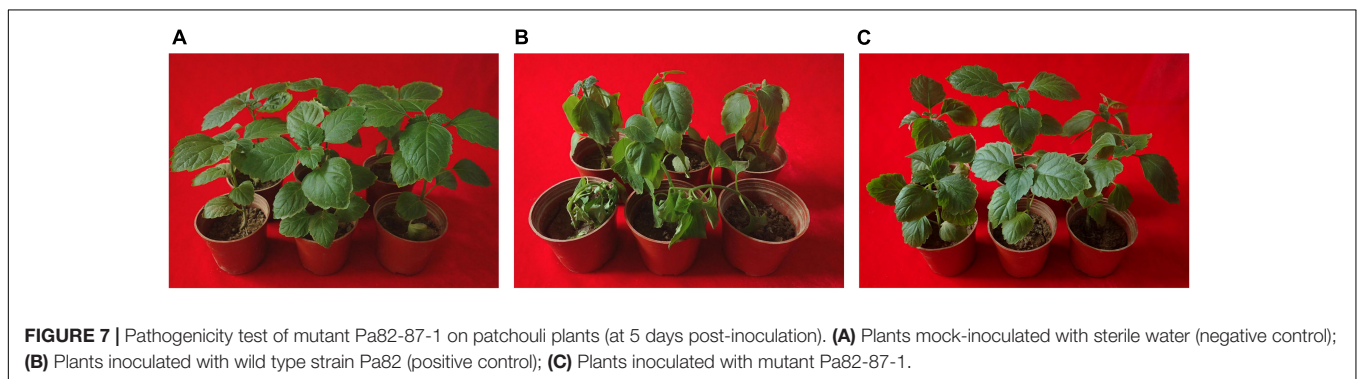 A B C
FIGURE 7 | Pathogenicity test of mutant Pa82-87-1 on patchouli plants (at 5 days post-inoculation). (A) Plants mock-inoculated with sterile water (negative control);
(B) Plants inoculated with wild type strain Pa82 (positive control); (C) Plants inoculated with mutant Pa82-87-1.